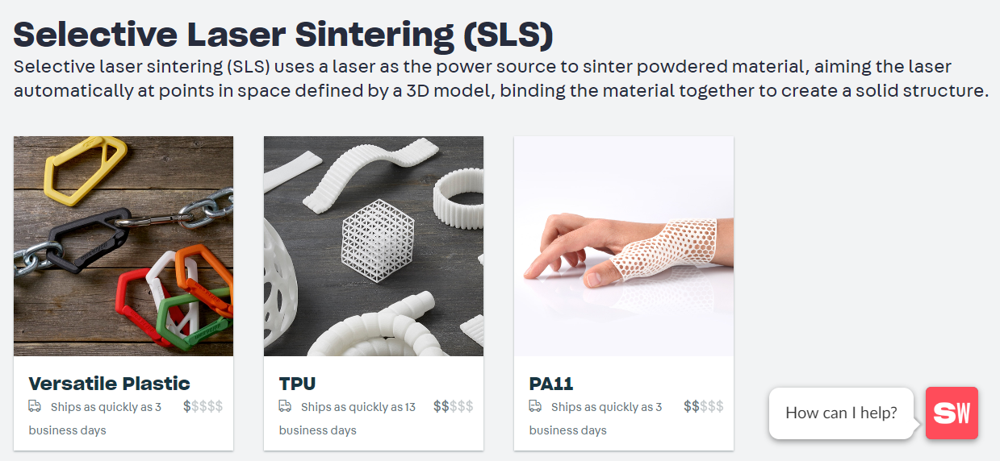 Selective Laser Sintering (SLS)
Selective laser sintering (SLS) uses a laser as the power source to sinter powdered material, aiming the laser
automatically at points in space defined by a 3D model, binding the material together to create a solid structure.
Versatile Plastic
Ships as quickly as 3 $$$$$
business days
TPU
Ships as quickly as 13 $$$$$
business days
PA11
Ships as quickly as 3 $$$$$
business days
How can I help?
SW